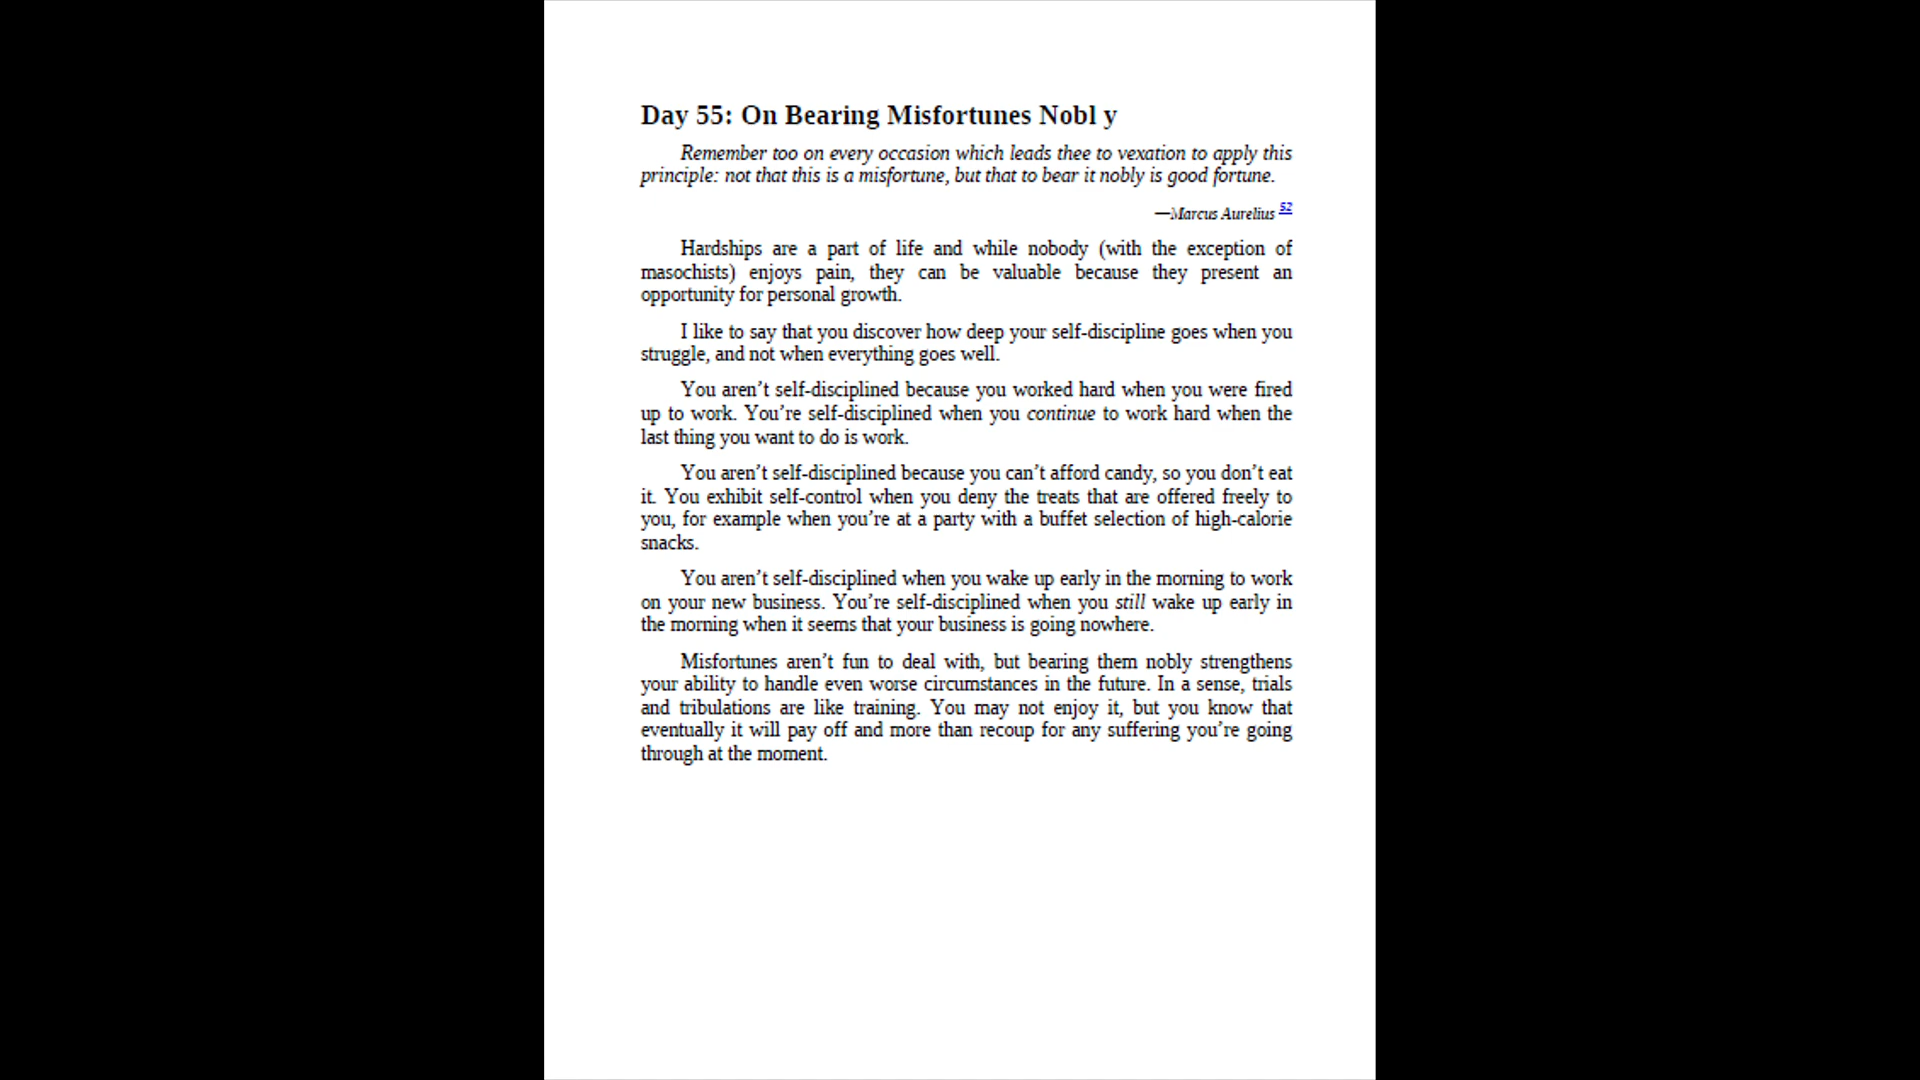 Day 55: On Bearing Misfortunes Nobl y
Remember too on every occasion which leads thee to vexation to apply this
principle: not that this is a misfortune, but that to bear it nobly is good fortune.
—Marcus Aurelius 52
Hardships are a part of life and while nobody (with the exception of
masochists) enjoys pain, they can be valuable because they present an
opportunity for personal growth.
I like to say that you discover how deep your self-discipline goes when you
struggle, and not when everything goes well.
You aren’t self-disciplined because you worked hard when you were fired
up to work. You’re self-disciplined when you continue to work hard when the
last thing you want to do is work.
You aren’t self-disciplined because you can’t afford candy, so you don’t eat
it. You exhibit self-control when you deny the treats that are offered freely to
you, for example when you’re at a party with a buffet selection of high-calorie
snacks.
You aren’t self-disciplined when you wake up early in the morning to work
on your new business. You’re self-disciplined when you still wake up early in
the morning when it seems that your business is going nowhere.
Misfortunes aren’t fun to deal with, but bearing them nobly strengthens
your ability to handle even worse circumstances in the future. In a sense, trials
and tribulations are like training. You may not enjoy it, but you know that
eventually it will pay off and more than recoup for any suffering you’re going
through at the moment.